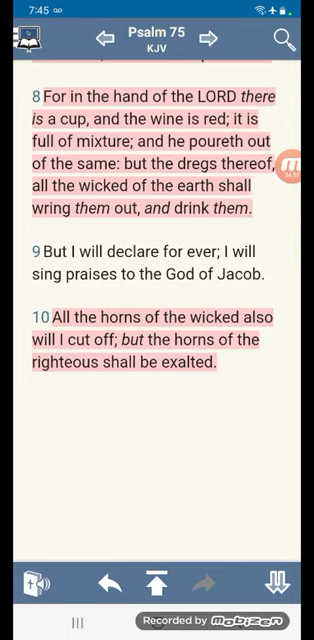 7:45
Psalm 75
KJV
8 For in the hand of the LORD there
is a cup, and the wine is red; it is
full of mixture; and he poureth out
of the same: but the dregs thereof,
all the wicked of the earth shall
wring them out, and drink them.
9 But I will declare for ever; I will
sing praises to the God of Jacob.
10 All the horns of the wicked also
will I cut off; but the horns of the
righteous shall be exalted.
Recorded by mobizen